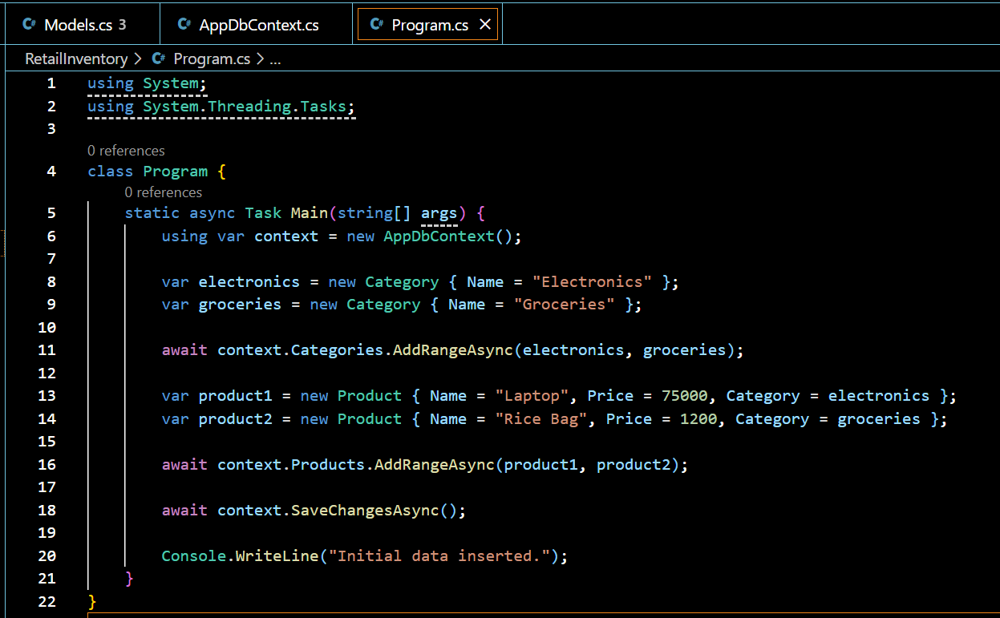 C# Models.cs 3 C# AppDbContext.cs C# Program.cs ×
RetailInventory > C# Program.cs > ...
1 using System;
2 using System.Threading.Tasks;
3
0 references
4 class Program {
0 references
5     static async Task Main(string[] args) {
6         using var context = new AppDbContext();
7
8         var electronics = new Category { Name = "Electronics" };
9         var groceries = new Category { Name = "Groceries" };
10
11         await context.Categories.AddRangeAsync(electronics, groceries);
12
13         var product1 = new Product { Name = "Laptop", Price = 75000, Category = electronics };
14         var product2 = new Product { Name = "Rice Bag", Price = 1200, Category = groceries };
15
16         await context.Products.AddRangeAsync(product1, product2);
17
18         await context.SaveChangesAsync();
19
20         Console.WriteLine("Initial data inserted.");
21     }
22 }